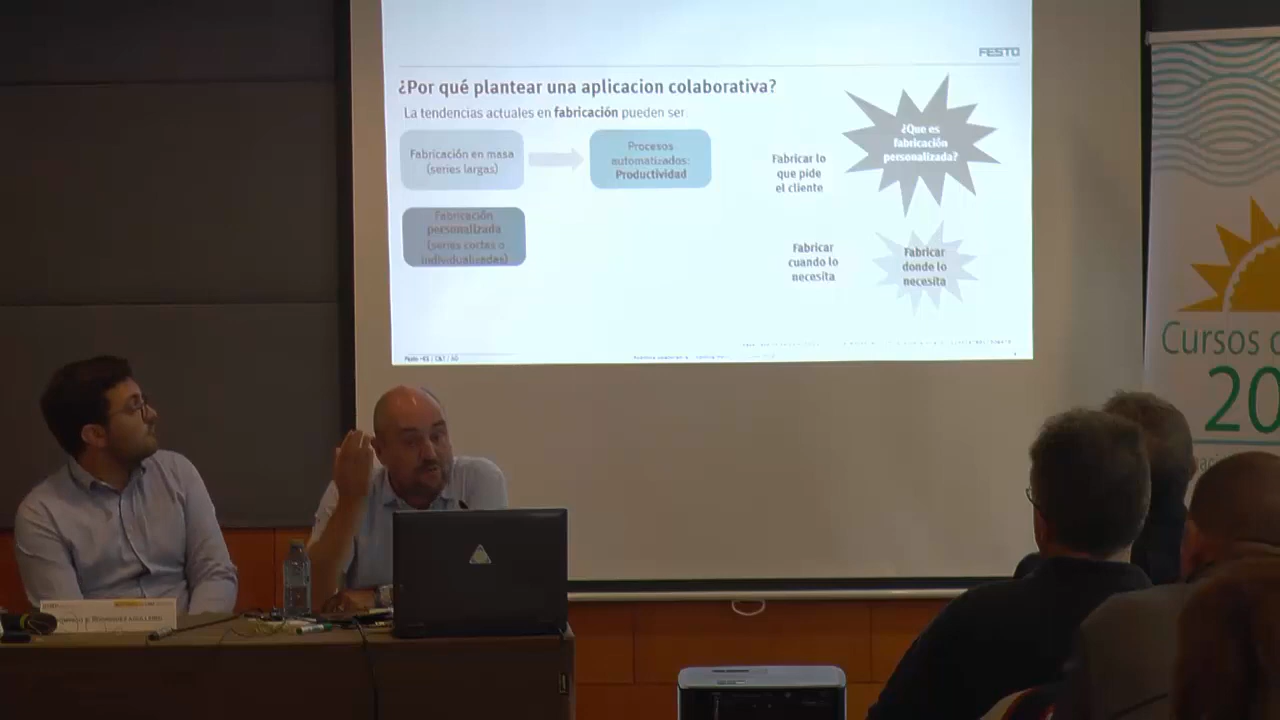 FESTO
¿Por qué plantear una aplicacion colaborativa?
La tendencias actuales en fabricación pueden ser
Fabricación en masa
(series largas)
Procesos
automatizados:
Productividad
Fabricar lo
que pide
el cliente
¿Que es
fabricación
personalizada?
Fabricación
personalizada
(series cortas o
individualizadas)
Fabricar
cuando lo
necesita
Fabricar
donde lo
necesita
Cursos
20